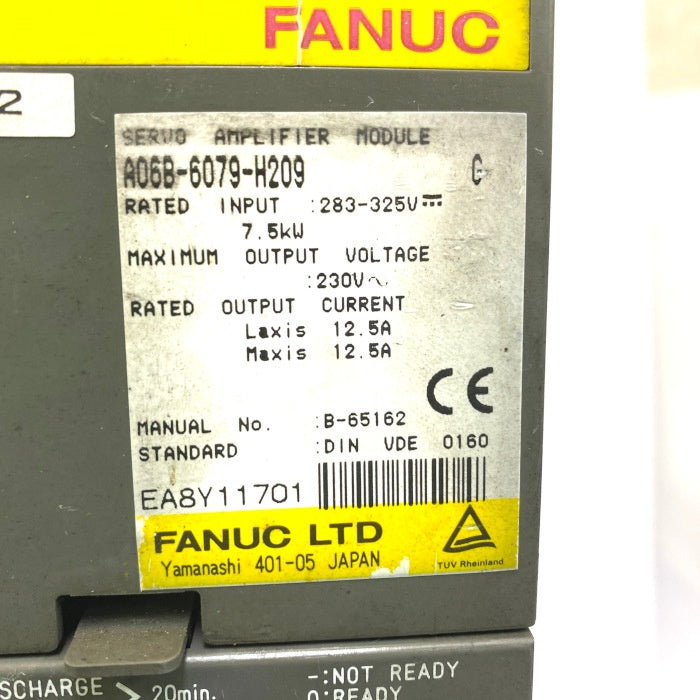 FANUC
2
SERVO AMPLIFIER MODULE
A06B-6079-H209 C
RATED INPUT :283-325V⎓
7.5kW
MAXIMUM OUTPUT VOLTAGE
:230V~
RATED OUTPUT CURRENT
Laxis 12.5A
Maxis 12.5A
CE
MANUAL No. :B-65162
STANDARD :DIN VDE 0160
EA8Y11701
FANUC LTD
Yamanashi 401-05 JAPAN
TUV Rheinland
SCHARGE > 20min.
-:NOT READY
0:READY